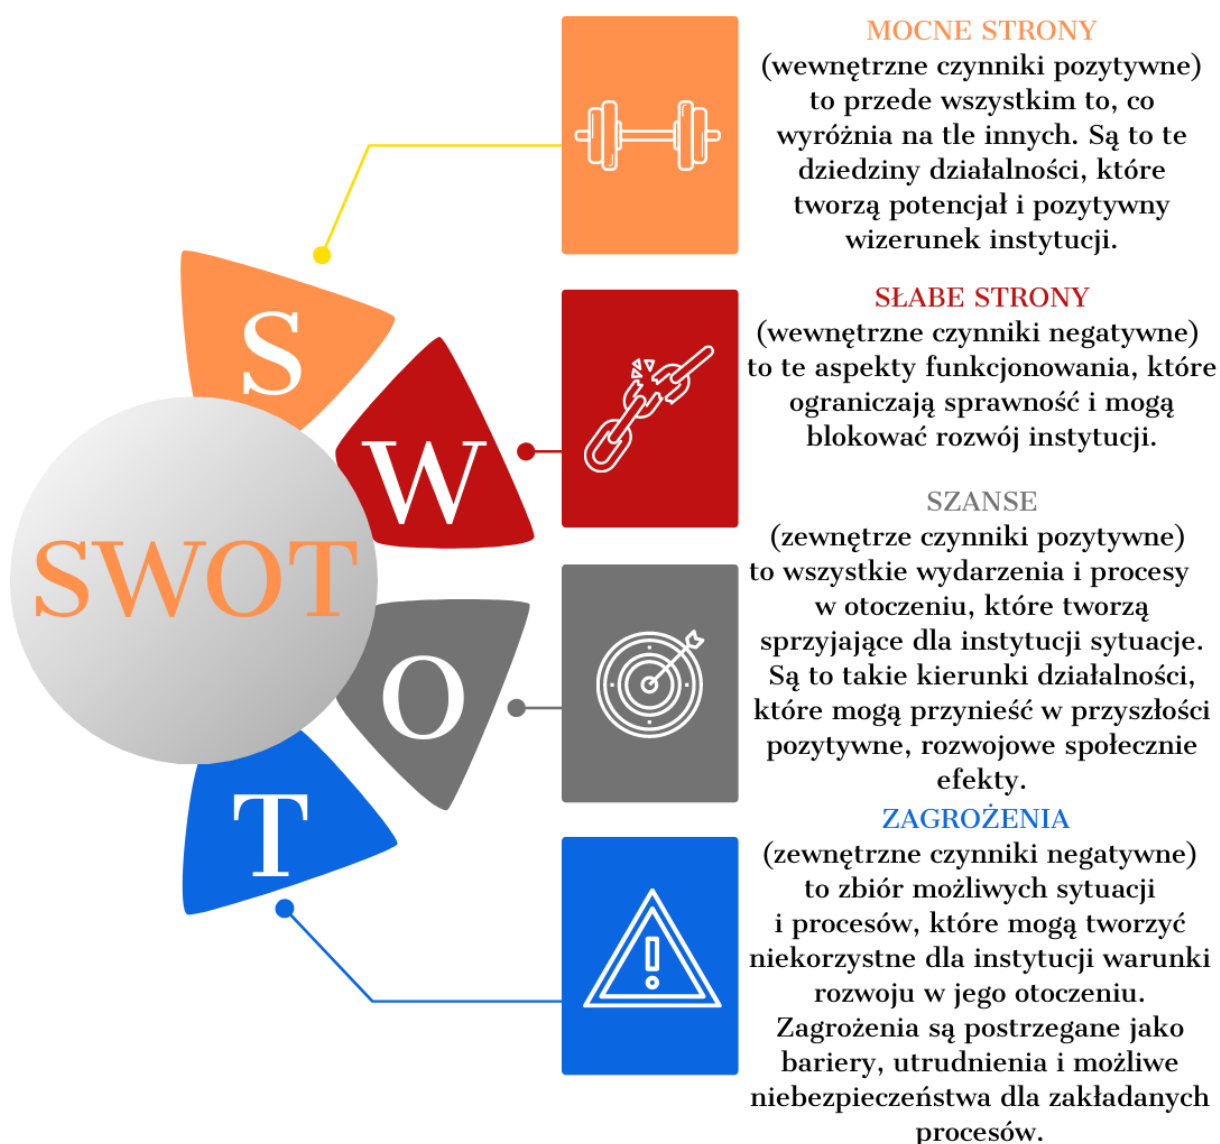 SWOT
S
W
O
T
MOCNE STRONY
(wewnętrzne czynniki pozytywne)
to przede wszystkim to, co
wyróżnia na tle innych. Są to te
dziedziny działalności, które
tworzą potencjał i pozytywny
wizerunek instytucji.
SŁABE STRONY
(wewnętrzne czynniki negatywne)
to te aspekty funkcjonowania, które
ograniczają sprawność i mogą
blokować rozwój instytucji.
SZANSE
(zewnętrze czynniki pozytywne)
to wszystkie wydarzenia i procesy
w otoczeniu, które tworzą
sprzyjające dla instytucji sytuacje.
Są to takie kierunki działalności,
które mogą przynieść w przyszłości
pozytywne, rozwojowe społecznie
efekty.
ZAGROŻENIA
(zewnętrzne czynniki negatywne)
to zbiór możliwych sytuacji
i procesów, które mogą tworzyć
niekorzystne dla instytucji warunki
rozwoju w jego otoczeniu.
Zagrożenia są postrzegane jako
bariery, utrudnienia i możliwe
niebezpieczeństwa dla zakładanych
procesów.